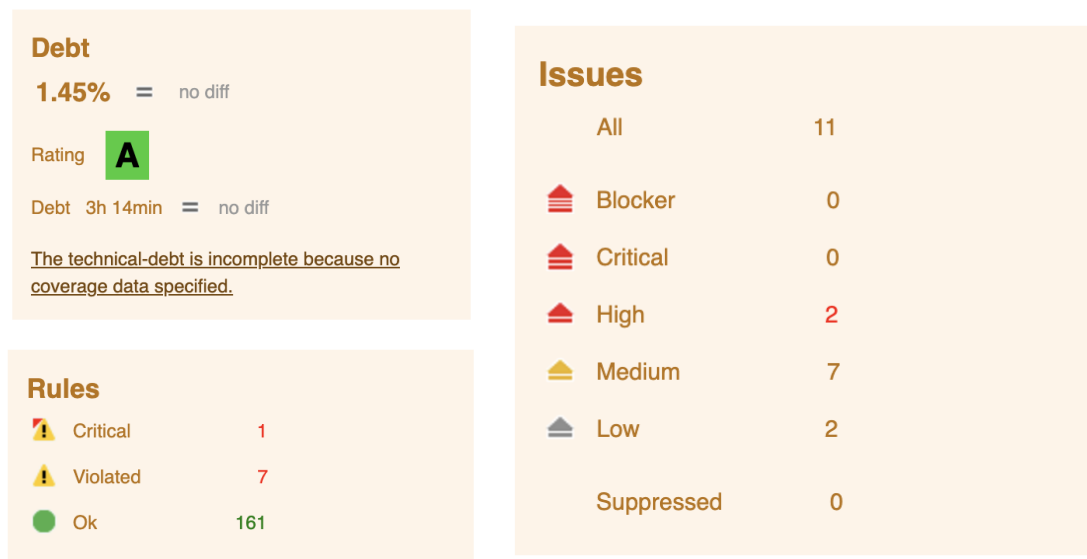 Debt
1.45% = no diff
Rating A
Debt 3h 14min = no diff
The technical-debt is incomplete because no
coverage data specified.
Rules
Critical 1
Violated 7
Ok 161
Issues
All 11
Blocker 0
Critical 0
High 2
Medium 7
Low 2
Suppressed 0